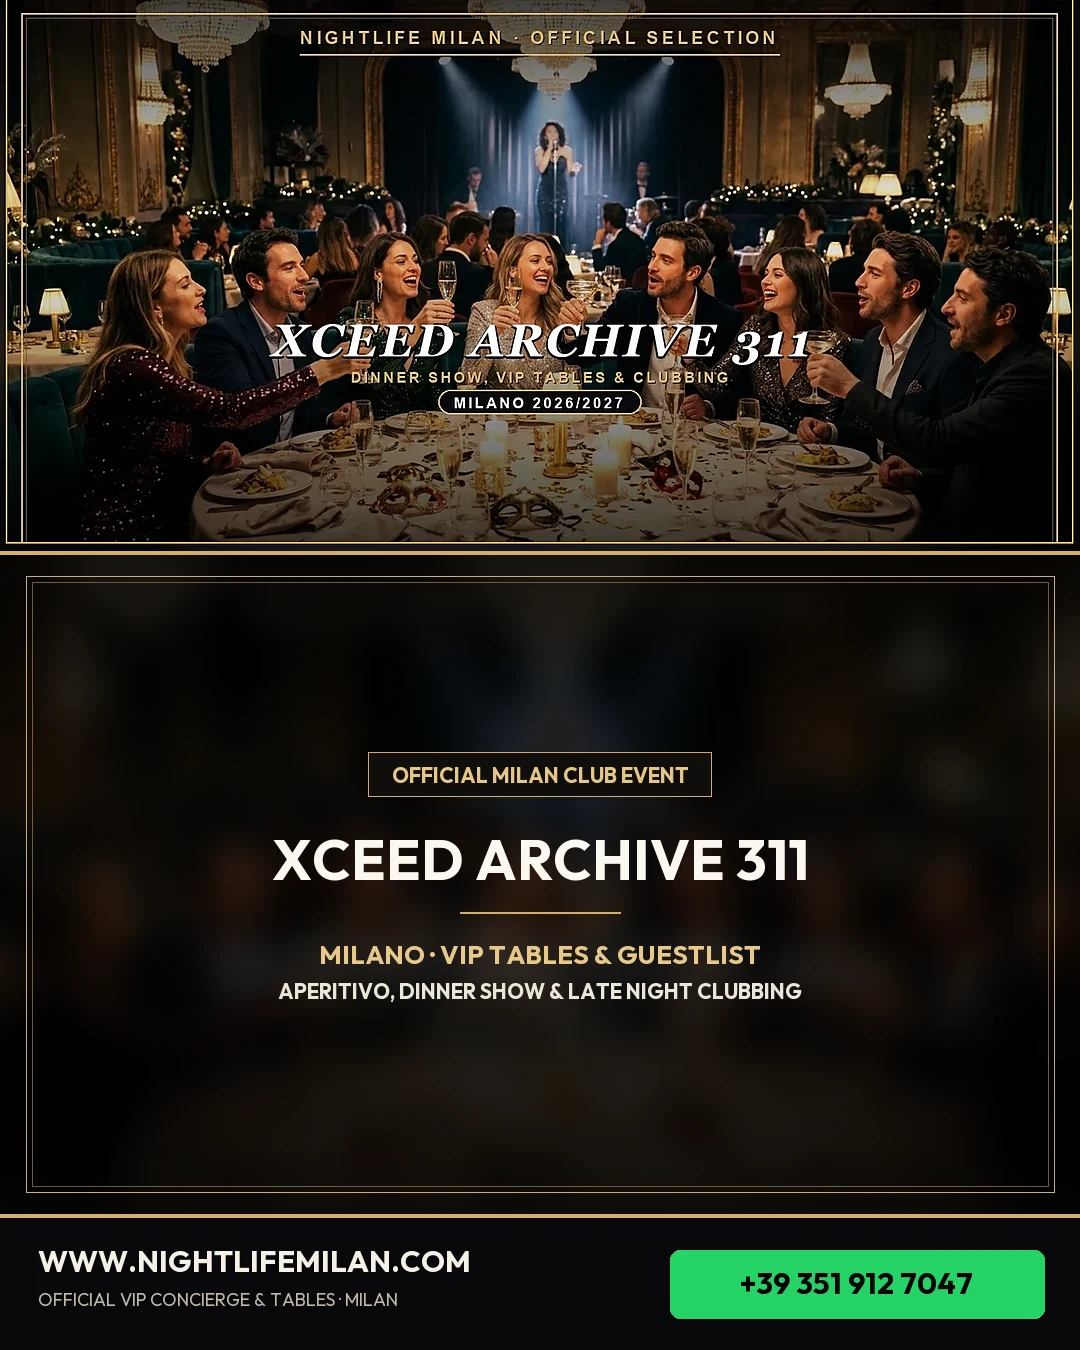 NIGHTLIFE MILAN · OFFICIAL SELECTION
XCEED ARCHIVE 311
DINNER SHOW, VIP TABLES & CLUBBING
MILANO 2026/2027
OFFICIAL MILAN CLUB EVENT
XCEED ARCHIVE 311
MILANO · VIP TABLES & GUESTLIST
APERITIVO, DINNER SHOW & LATE NIGHT CLUBBING
WWW.NIGHTLIFEMILAN.COM
OFFICIAL VIP CONCIERGE & TABLES · MILAN
+39 351 912 7047